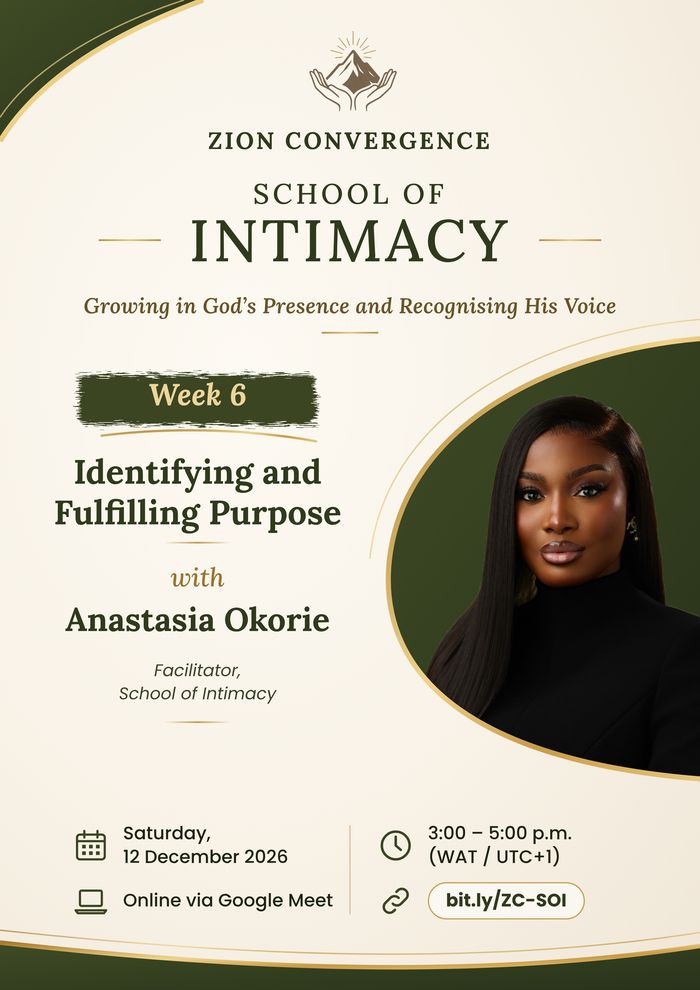 ZION CONVERGENCE
SCHOOL OF
INTIMACY
Growing in God’s Presence and Recognising His Voice
Week 6
Identifying and
Fulfilling Purpose
with
Anastasia Okorie
Facilitator,
School of Intimacy
Saturday,
12 December 2026
3:00 – 5:00 p.m.
(WAT / UTC+1)
Online via Google Meet
bit.ly/ZC-SOI